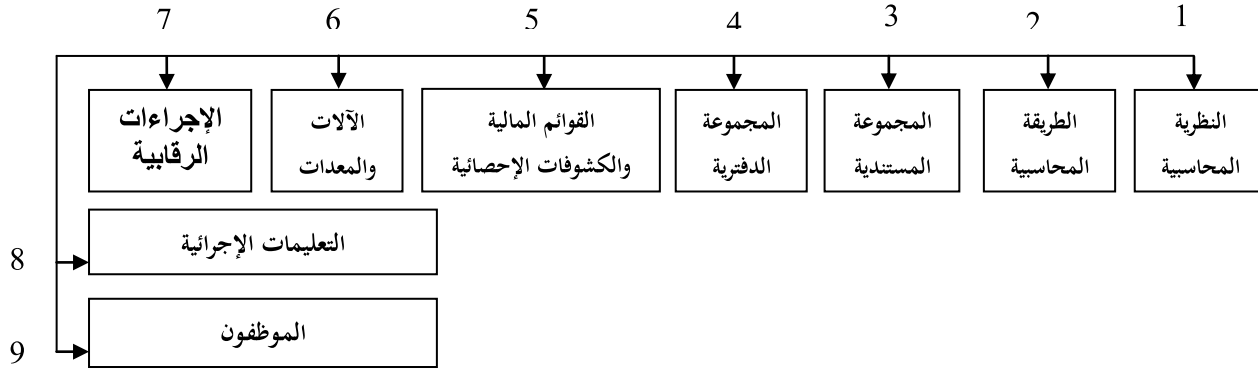 1 2 3 4 5 6 7
النظرية المحاسبية
الطريقة المحاسبية
المجموعة المستندية
المجموعة الدفترية
القوائم المالية والكشوفات الإحصائية
الآلات والمعدات
الإجراءات الرقابية
التعليمات الإجرائية
8
الموظفون
9